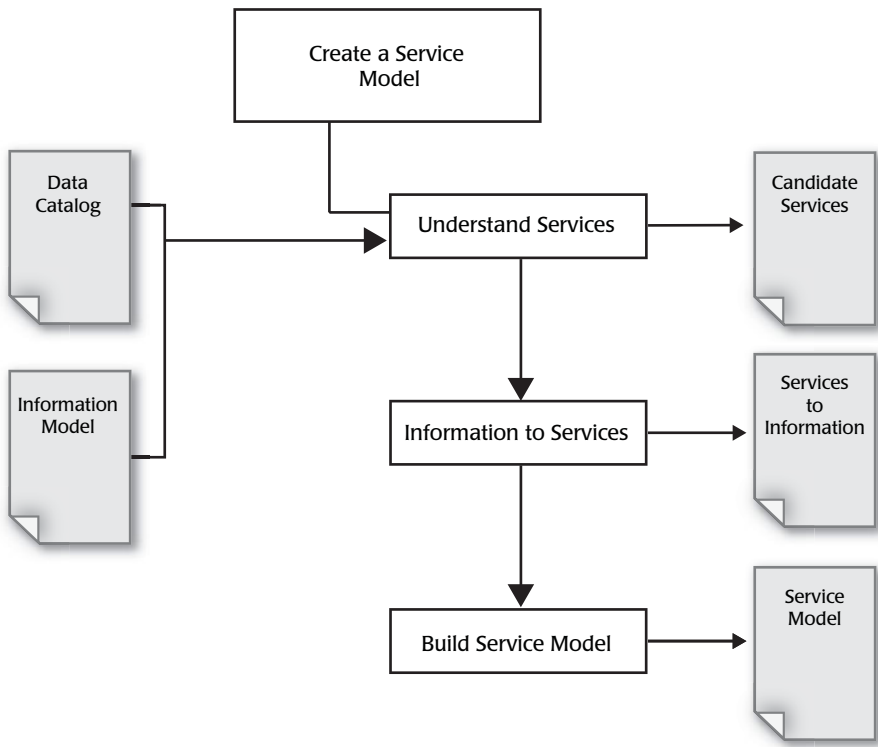 Create a Service
Model
Data
Catalog
Understand Services
Candidate
Services
Information
Model
Information to Services
Services
to
Information
Build Service Model
Service
Model